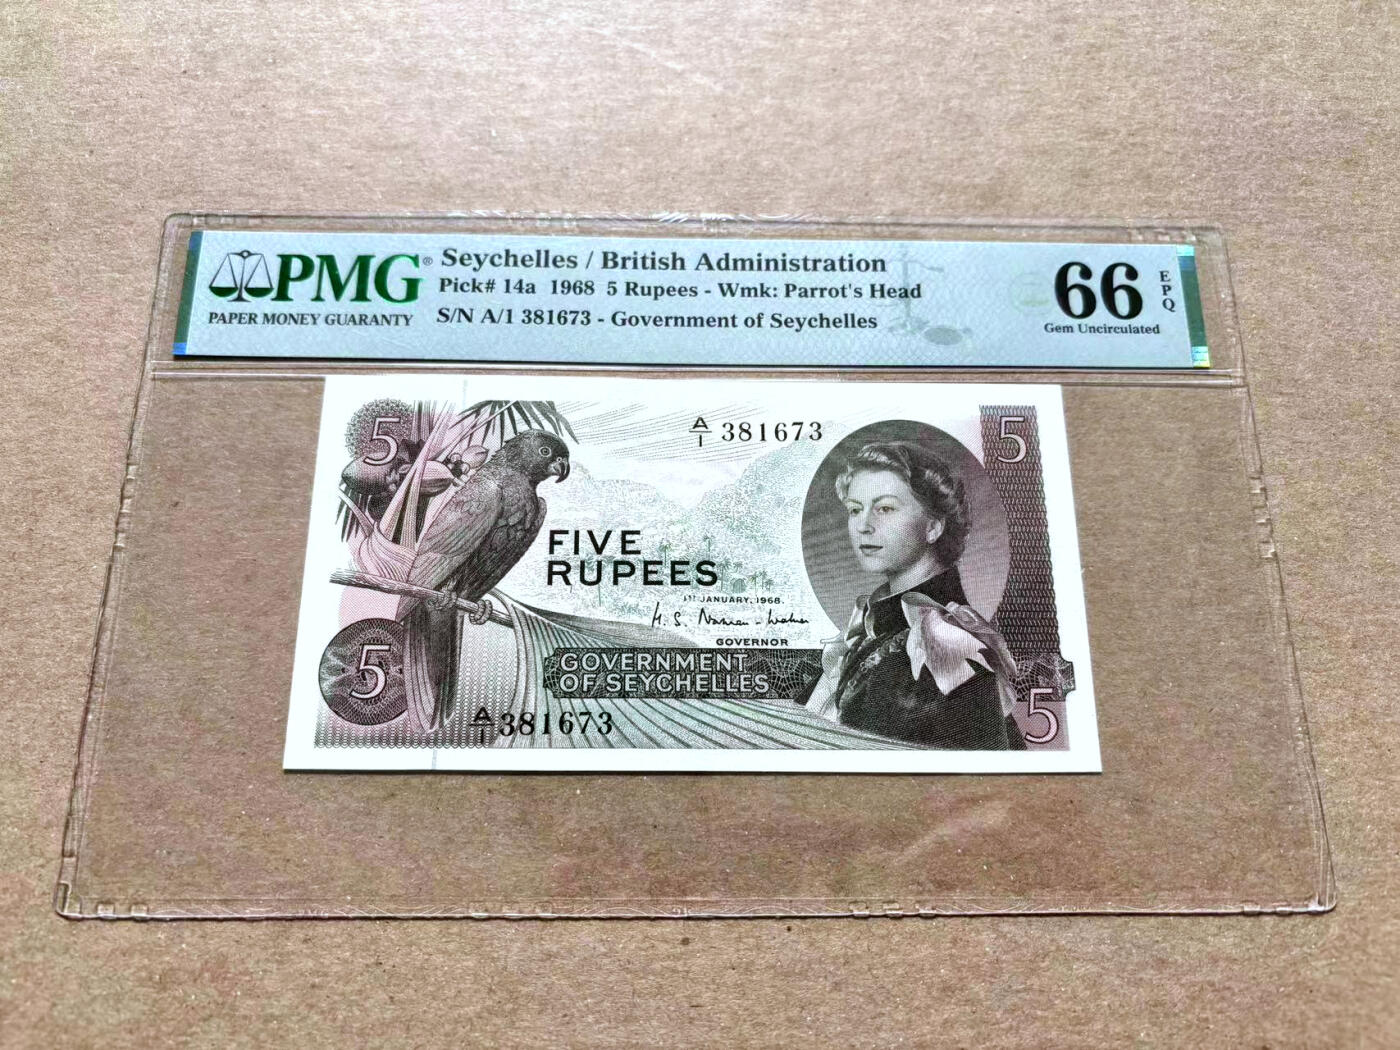 PMG®
PAPER MONEY GUARANTY
Seychelles / British Administration
Pick# 14a 1968 5 Rupees - Wmk: Parrot's Head
S/N A/1 381673 - Government of Seychelles
66
EPQ
Gem Uncirculated
5
A/1 381673
5
FIVE
RUPEES
1ST JANUARY, 1968.
GOVERNOR
5
GOVERNMENT
OF SEYCHELLES
A/1 381673
5